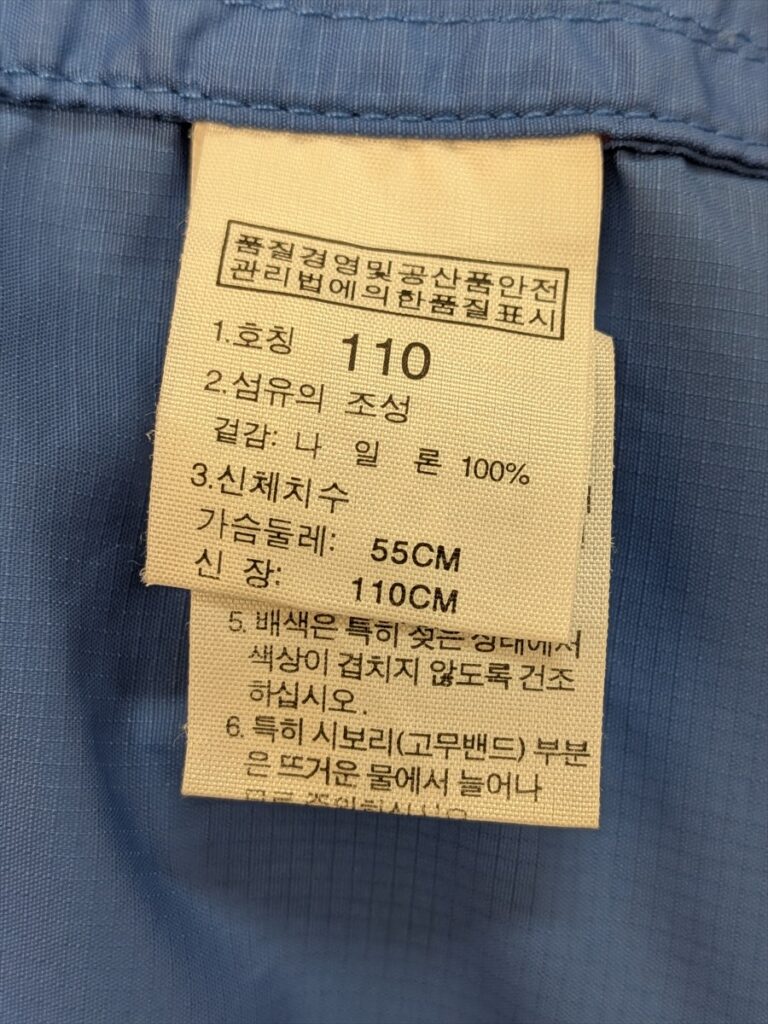 품질경영및공산품안전
관리법에의한품질표시
1.호칭 110
2.섬유의 조성
겉감: 나 일 론 100%
3.신체치수
가슴둘레: 55CM
신 장: 110CM
5. 배색은 특히 젖은 상태에서
색상이 겹치지 않도록 건조
하십시오.
6. 특히 시보리(고무밴드) 부분
은 뜨거운 물에서 늘어나